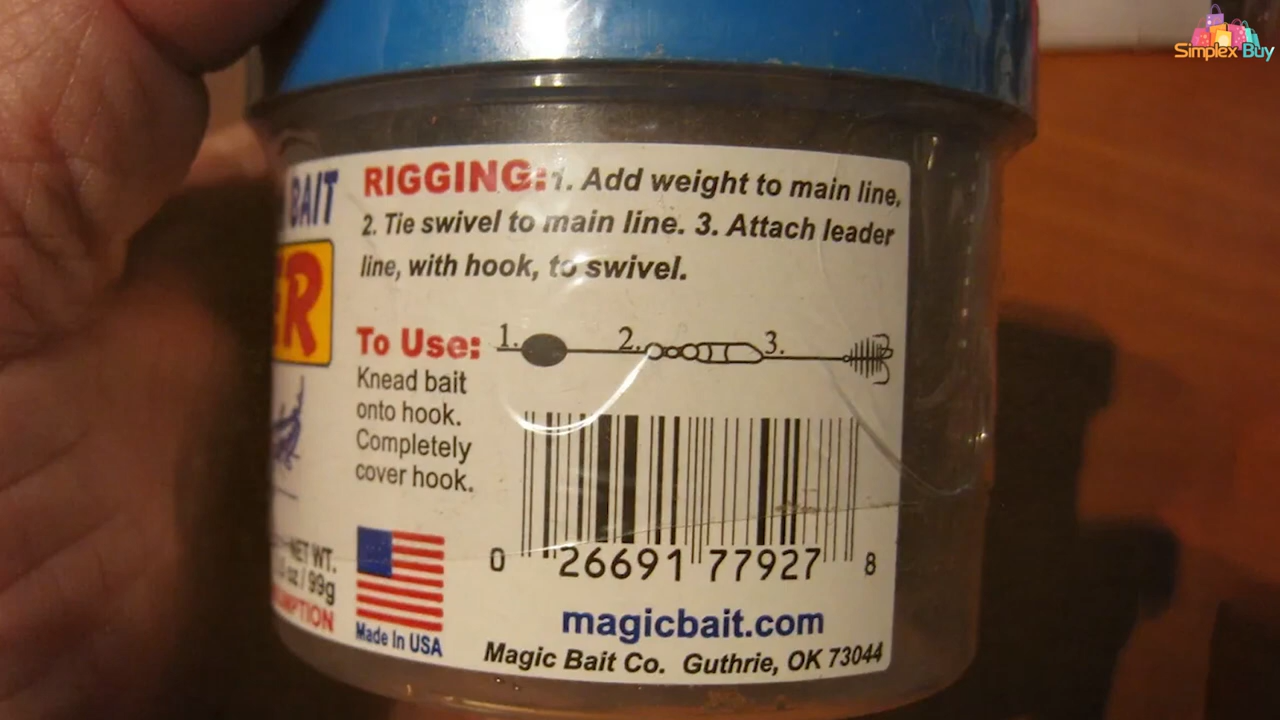 Simplex Buy
BAIT
ER
RIGGING: 1. Add weight to main line,
2. Tie swivel to main line. 3. Attach leader
line, with hook, to swivel.
To Use:
Knead bait
onto hook.
Completely
cover hook.
1. 2. 3.
NET WT.
oz / 99g
MPTION
Made In USA
0 26691 77927 8
magicbait.com
Magic Bait Co. Guthrie, OK 73044